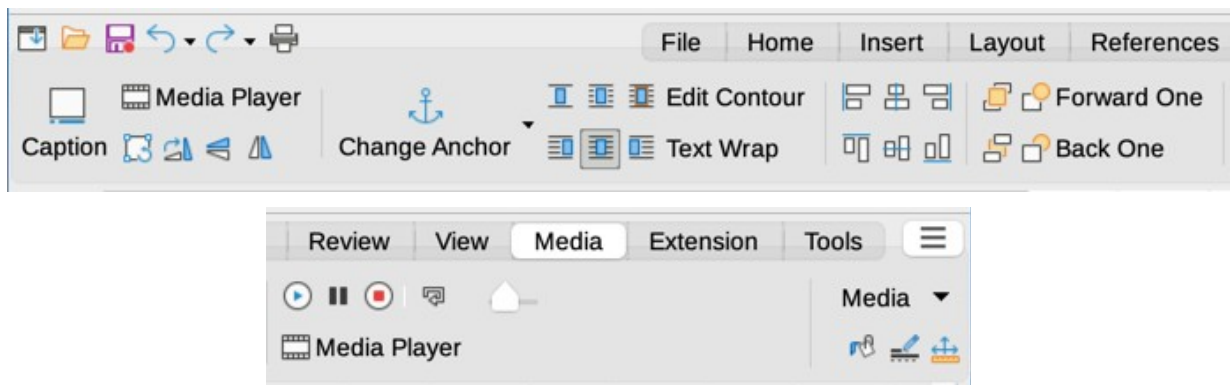 File Home Insert Layout References
Media Player Edit Contour Forward One
Caption Change Anchor Text Wrap Back One
Review View Media Extension Tools
Media
Media Player